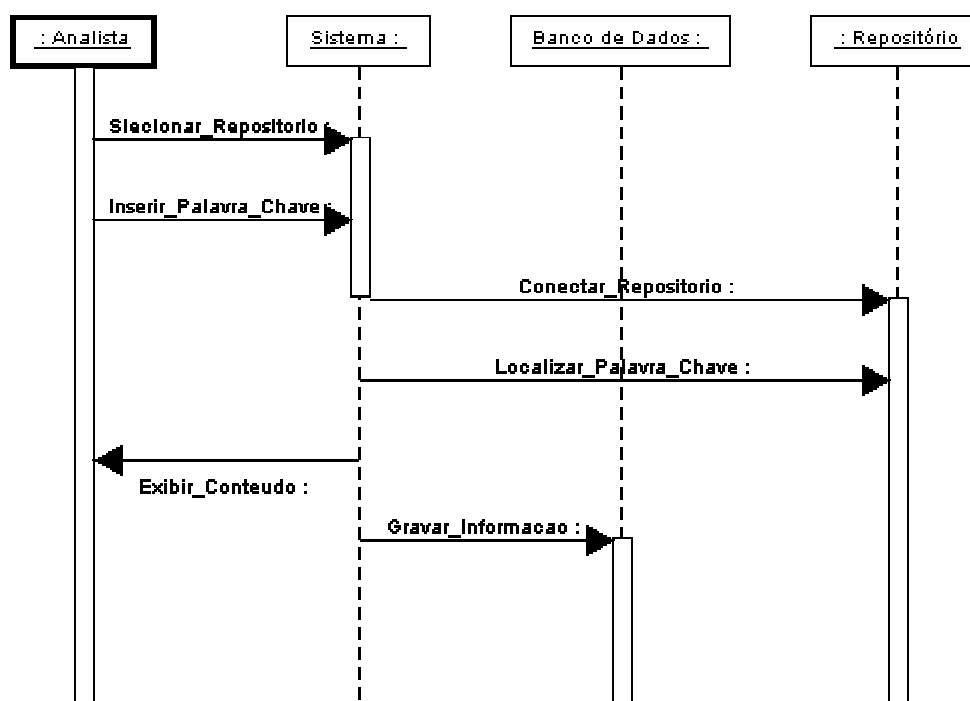 : Analista
Sistema :
Banco de Dados :
: Repositório
Slecionar_Repositorio :
Inserir_Palavra_Chave :
Conectar_Repositorio :
Localizar_Palavra_Chave :
Exibir_Conteudo :
Gravar_Informacao :